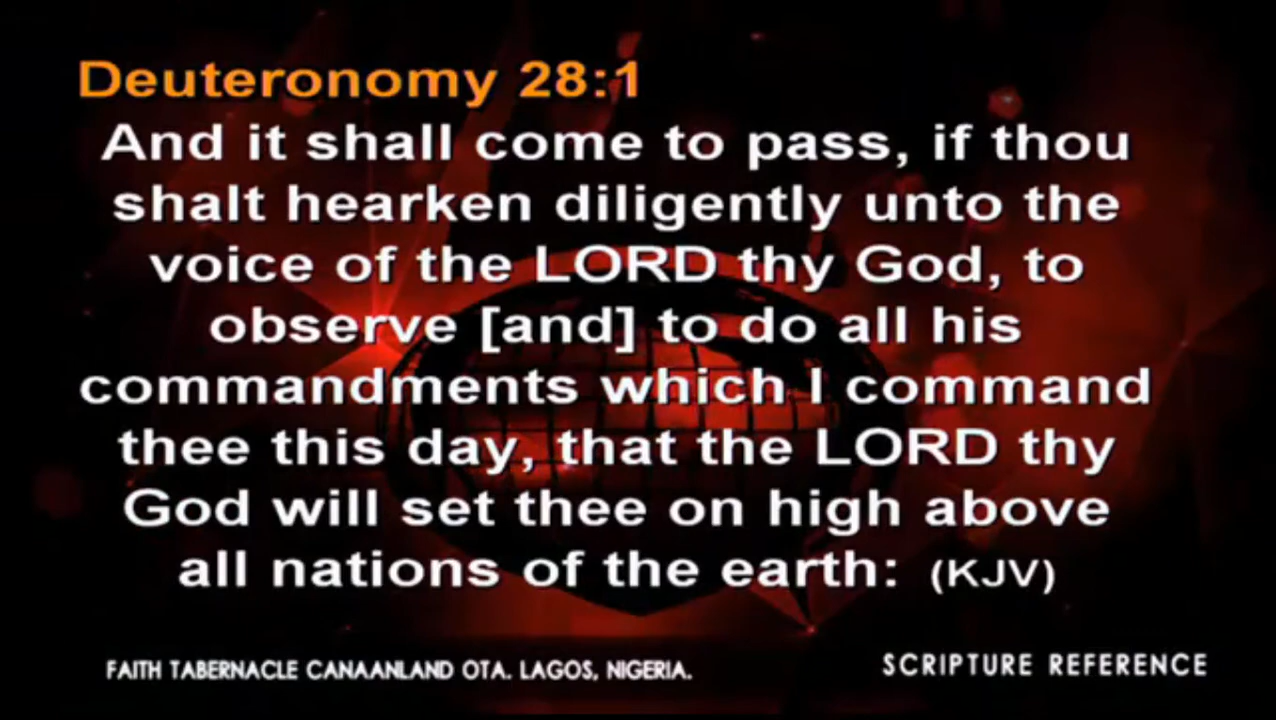 Deuteronomy 28:1
And it shall come to pass, if thou
shalt hearken diligently unto the
voice of the LORD thy God, to
observe [and] to do all his
commandments which I command
thee this day, that the LORD thy
God will set thee on high above
all nations of the earth: (KJV)
FAITH TABERNACLE CANAANLAND OTA. LAGOS, NIGERIA.
SCRIPTURE REFERENCE